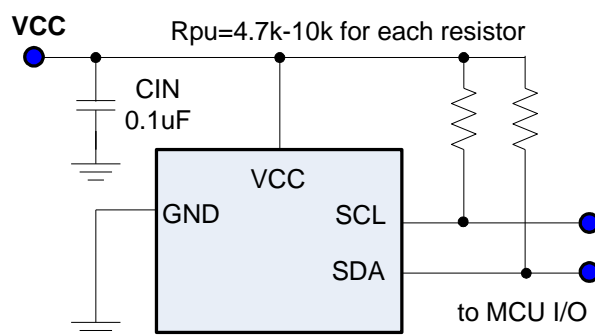 VCC
Rpu=4.7k-10k for each resistor
CIN
0.1uF
VCC
GND
SCL
SDA
to MCU I/O